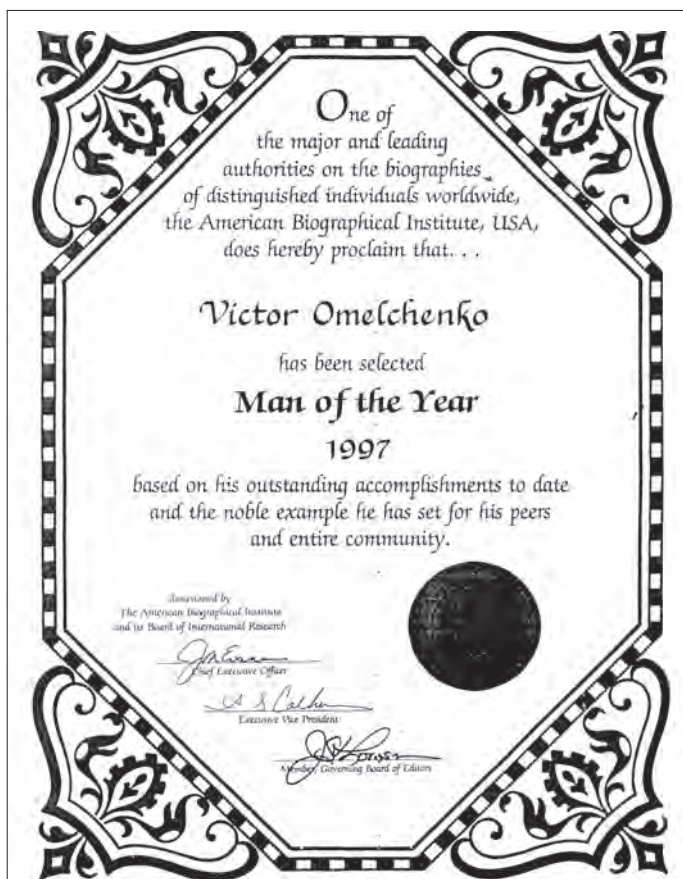 One of
the major and leading
authorities on the biographies
of distinguished individuals worldwide,
the American Biographical Institute, USA,
does hereby proclaim that. . .
Victor Omelchenko
has been selected
Man of the Year
1997
based on his outstanding accomplishments to date
and the noble example he has set for his peers
and entire community.
The American Biographical Institute
and its Board of International Research
Chief Executive Officer
Executive Vice President
Member, Governing Board of Editors